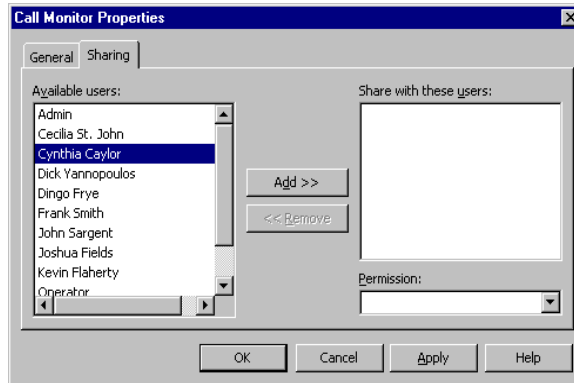 Call Monitor Properties
General Sharing
Available users:
Share with these users:
Admin
Cecilia St. John
Cynthia Caylor
Dick Yannopoulos
Dingo Frye
Frank Smith
John Sargent
Joshua Fields
Kevin Flaherty
Operator
Add >>
<< Remove
Permission:
OK Cancel Apply Help